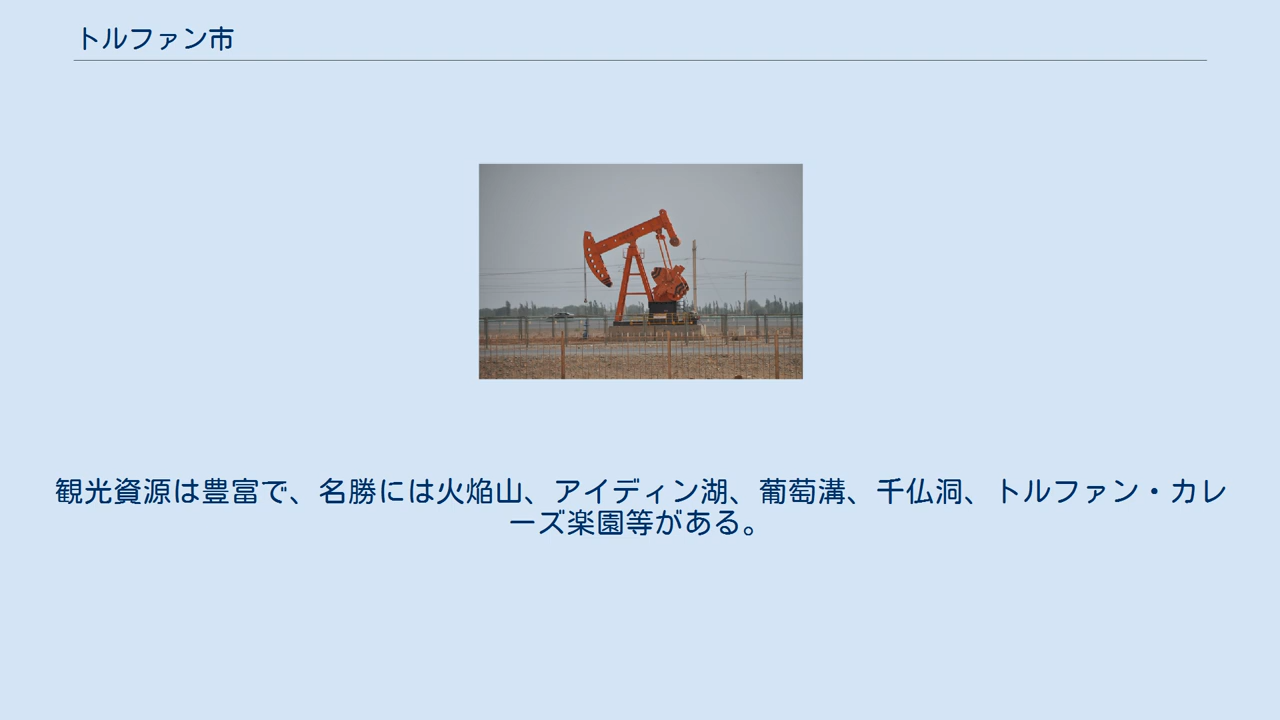 トルファン市
観光資源は豊富で、名勝には火焔山、アイディン湖、葡萄溝、千仏洞、トルファン・カレ
ーズ楽園等がある。